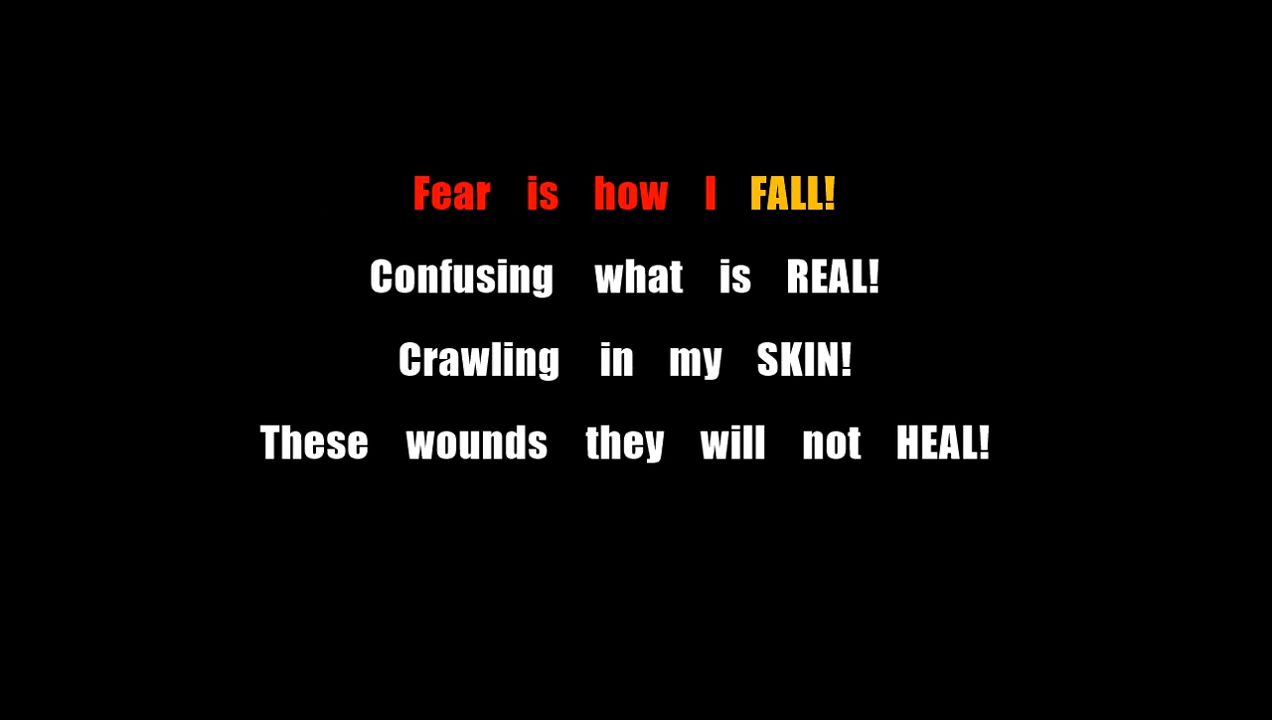 Fear is how I FALL!
Confusing what is REAL!
Crawling in my SKIN!
These wounds they will not HEAL!